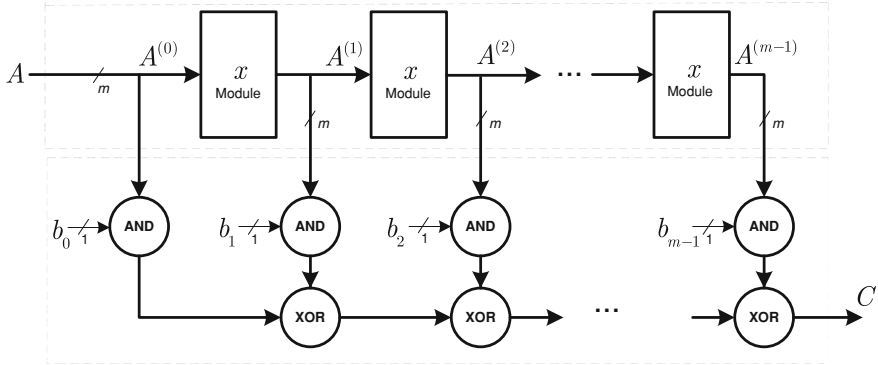 A
m
A^{(0)}
x
Module
A^{(1)}
m
x
Module
A^{(2)}
m
...
x
Module
A^{(m-1)}
m
b_0
1
AND
b_1
1
AND
b_2
1
AND
b_{m-1}
1
AND
XOR
XOR
...
XOR
C